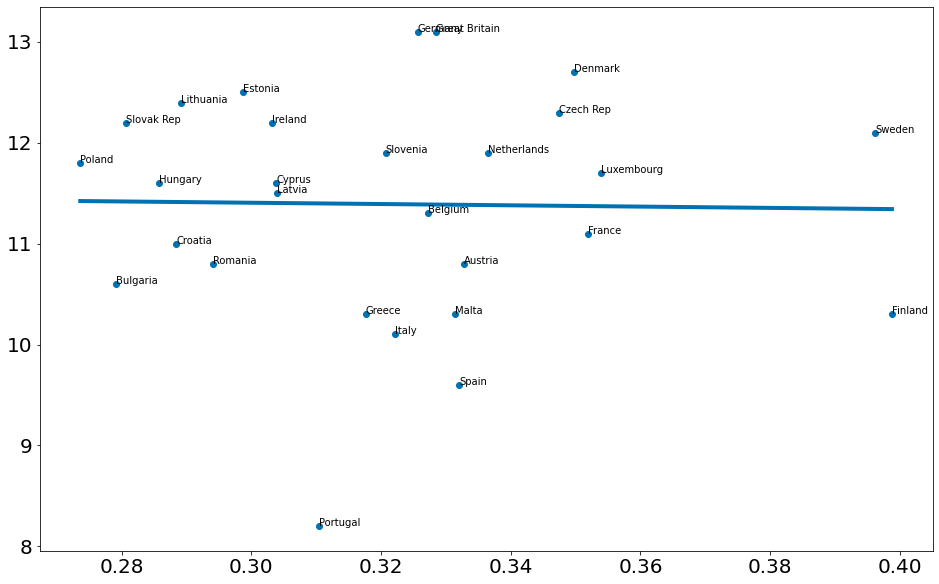 13
12
11
10
9
8
Germany
Great Britain
Denmark
Estonia
Lithuania
Czech Rep
Slovak Rep
Ireland
Sweden
Poland
Slovenia
Netherlands
Luxembourg
Hungary
Cyprus
Latvia
Belgium
Croatia
France
Romania
Austria
Bulgaria
Greece
Malta
Finland
Italy
Spain
Portugal
0.28
0.30
0.32
0.34
0.36
0.38
0.40